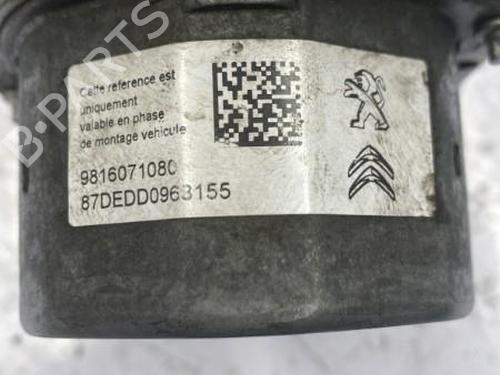 Cette reference est
uniquement
valable en phase
de montage vehicule
9816071080
87DEDD0963155
B-PARTS